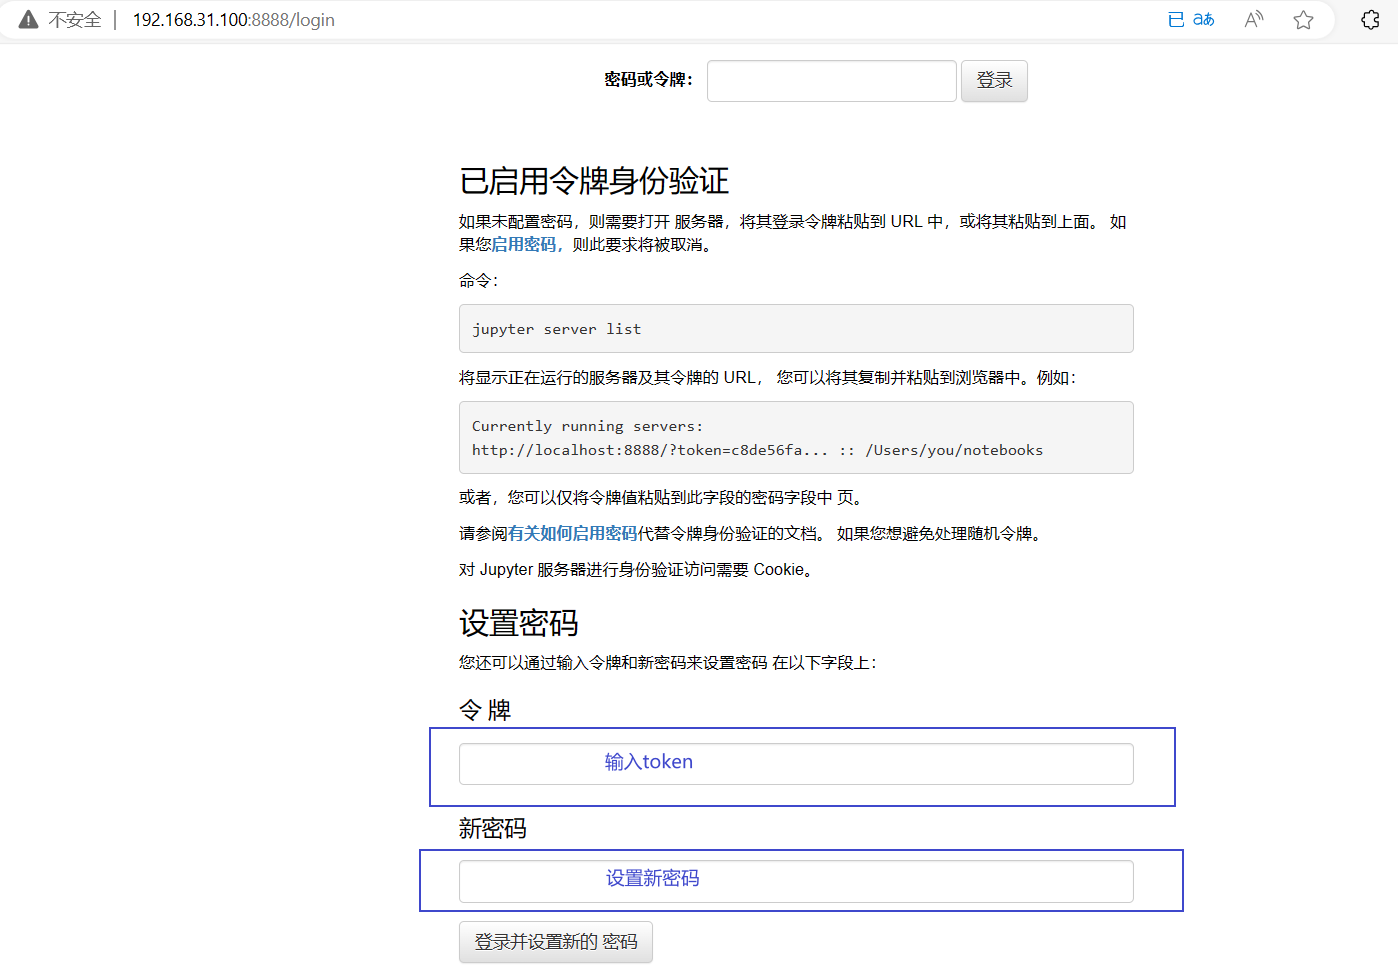 不安全 | 192.168.31.100:8888/login
密码或令牌： 登录
已启用令牌身份验证
如果未配置密码，则需要打开 服务器，将其登录令牌粘贴到 URL 中，或将其粘贴到上面。 如
果您启用密码，则此要求将被取消。
命令：
jupyter server list
将显示正在运行的服务器及其令牌的 URL， 您可以将其复制并粘贴到浏览器中。例如：
Currently running servers:
http://localhost:8888/?token=c8de56fa... :: /Users/you/notebooks
或者，您可以仅将令牌值粘贴到此字段的密码字段中 页。
请参阅有关如何启用密码代替令牌身份验证的文档。 如果您想避免处理随机令牌。
对 Jupyter 服务器进行身份验证访问需要 Cookie。
设置密码
您还可以通过输入令牌和新密码来设置密码 在以下字段上：
令 牌
输入token
新密码
设置新密码
登录并设置新的 密码